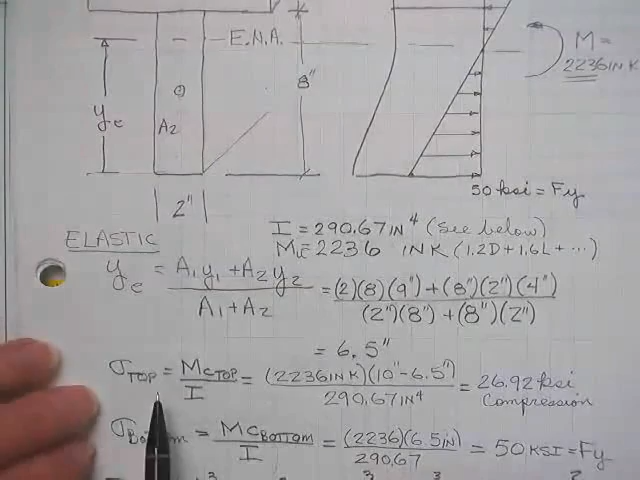 E.N.A.
M =
2236 IN K
8"
ye
A2
2"
50 ksi = Fy
ELASTIC
I = 290.67 IN⁴ (See below)
Mu = 2236 IN K (1.2D + 1.6L + ...)
ye = A1y1 + A2y2 / A1 + A2 = (2)(8)(9") + (8")(2")(4") / (2")(8") + (8")(2")
= 6.5"
σTOP = MCTOP / I = (2236 IN K)(10" - 6.5") / 290.67 IN⁴ = 26.92 ksi
Compression
σBottom = MCBOTTOM / I = (2236)(6.5 IN) / 290.67 = 50 KSI = Fy